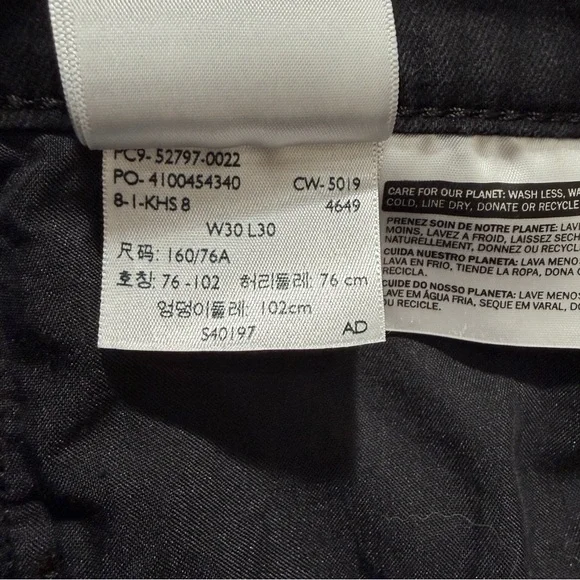 PC9- 52797-0022
PO- 4100454340 CW- 5019
8-1-KHS 8 4649
W30 L30
尺码: 160/76A
호칭: 76 -102 허리둘레: 76 cm
엉덩이둘레: 102cm
S40197 AD
CARE FOR OUR PLANET: WASH LESS,
COLD, LINE DRY, DONATE OR RECYCLE
PRENEZ SOIN DE NOTRE PLANETE:
MOINS, LAVEZ A FROID, LAISSEZ
NATURELLEMENT, DONNEZ OU
CUIDA NUESTRO PLANETA: LAVA MENOS
LAVA EN FRIO, TIENDE LA ROPA, DONA
RECICLA.
CUIDE DO NOSSO PLANETA: LAVE MENOS
LAVE EM ÁGUA FRIA, SEQUE EM VARAL,
OU RECICLE.